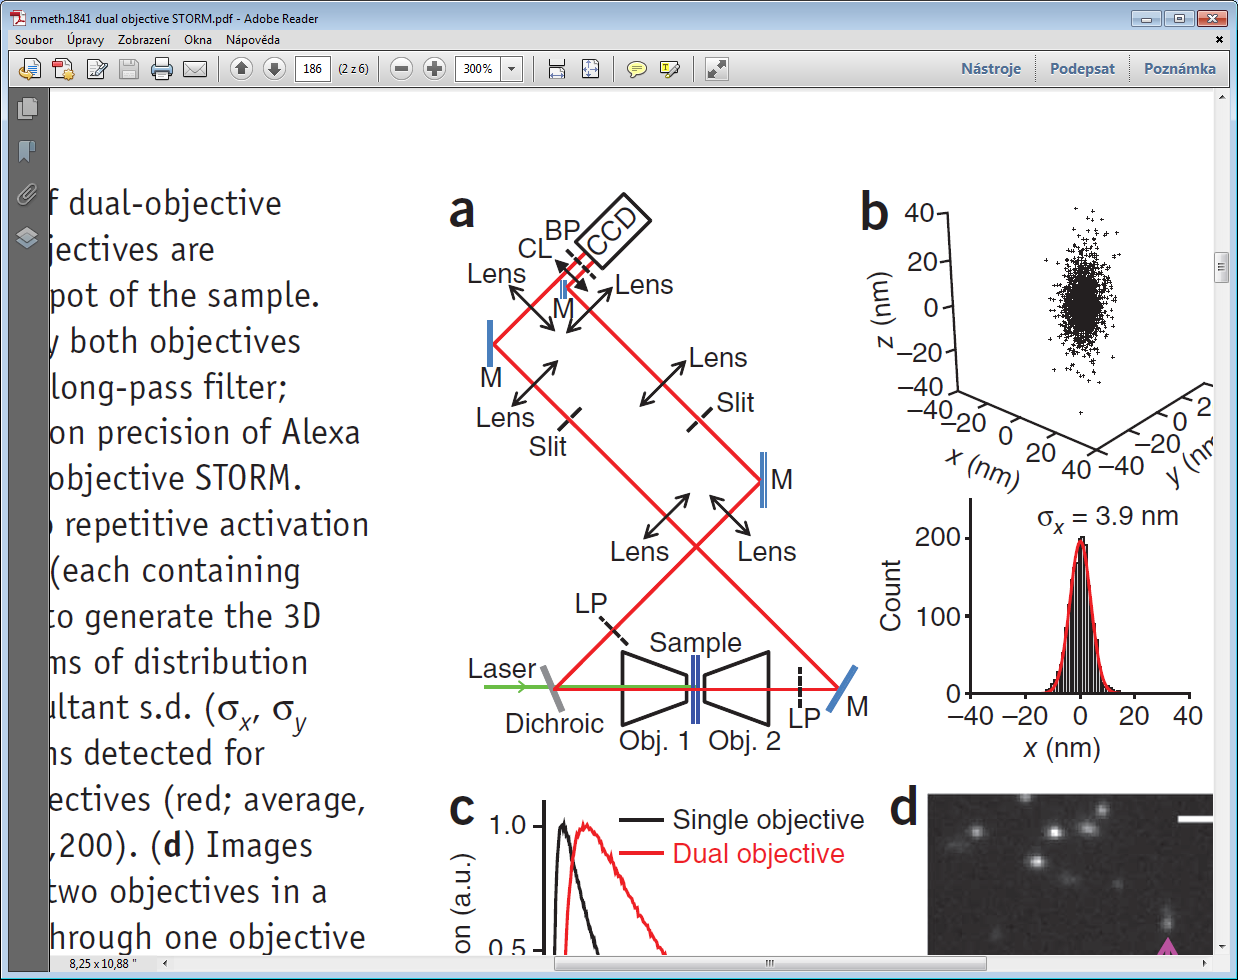 nmeth.1841 dual objective STORM.pdf - Adobe Reader
Soubor Úpravy Zobrazení Okna Nápověda
186 (2 z 6) 300% Nástroje Podepsat Poznámka
f dual-objective
jectives are
pot of the sample.
y both objectives
long-pass filter;
on precision of Alexa
objective STORM.
repetitive activation
(each containing
to generate the 3D
ms of distribution
ultant s.d. (σx, σy
ns detected for
ectives (red; average,
,200). (d) Images
two objectives in a
hrough one objective
a
CCD
BP
CL
Lens
Lens
M
M
Lens
Lens
Slit
Slit
M
Lens
Lens
LP
Sample
Laser
Dichroic
Obj. 1
Obj. 2
LP
M
b
40
20
0
–20
–40
z (nm)
–40
–20
0
20
40
x (nm)
–40
–20
0
2
y (nm
σx = 3.9 nm
200
100
0
Count
–40 –20 0 20 40
x (nm)
c
1.0
0.5
on (a.u.)
Single objective
Dual objective
d
8,25 x 10,88 "